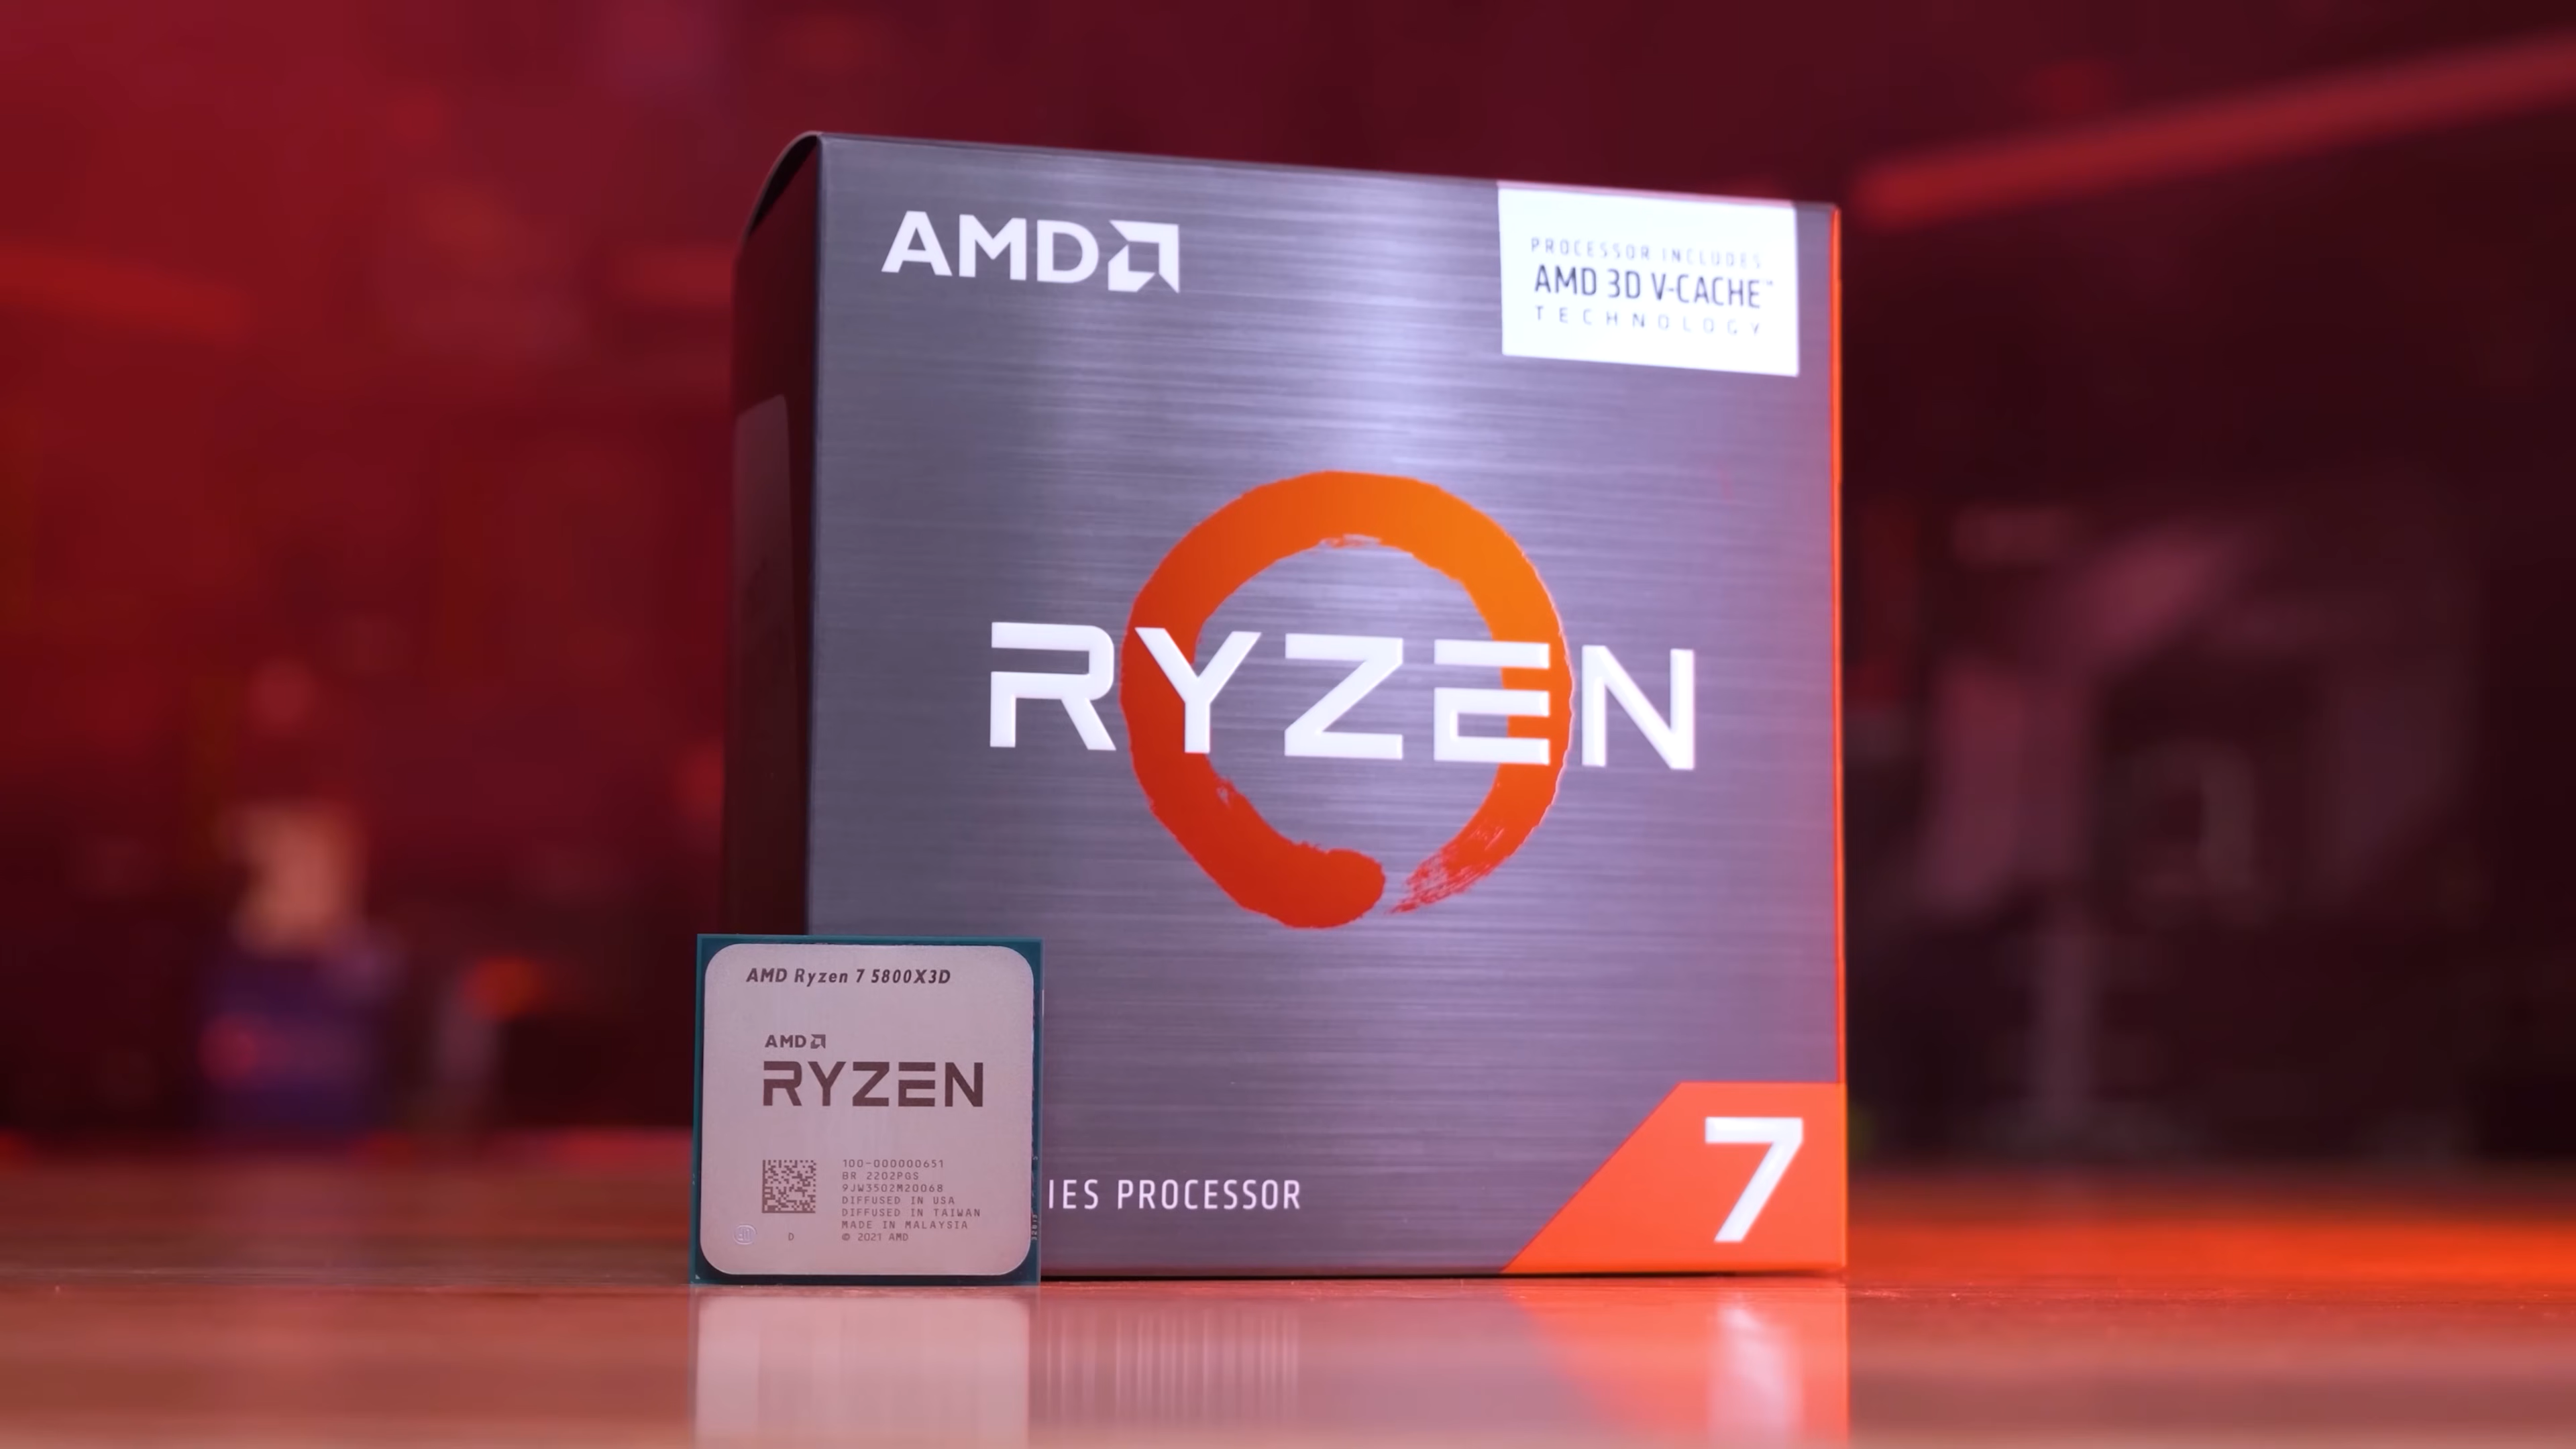 AMD
PROCESSOR INCLUDES
AMD 3D V-CACHE™
TECHNOLOGY
RYZEN
IES PROCESSOR
7
AMD Ryzen 7 5800X3D
AMD
RYZEN
100-000000651
BR 2202PGS
9JW3502M20068
DIFFUSED IN USA
DIFFUSED IN TAIWAN
MADE IN MALAYSIA
© 2021 AMD
D